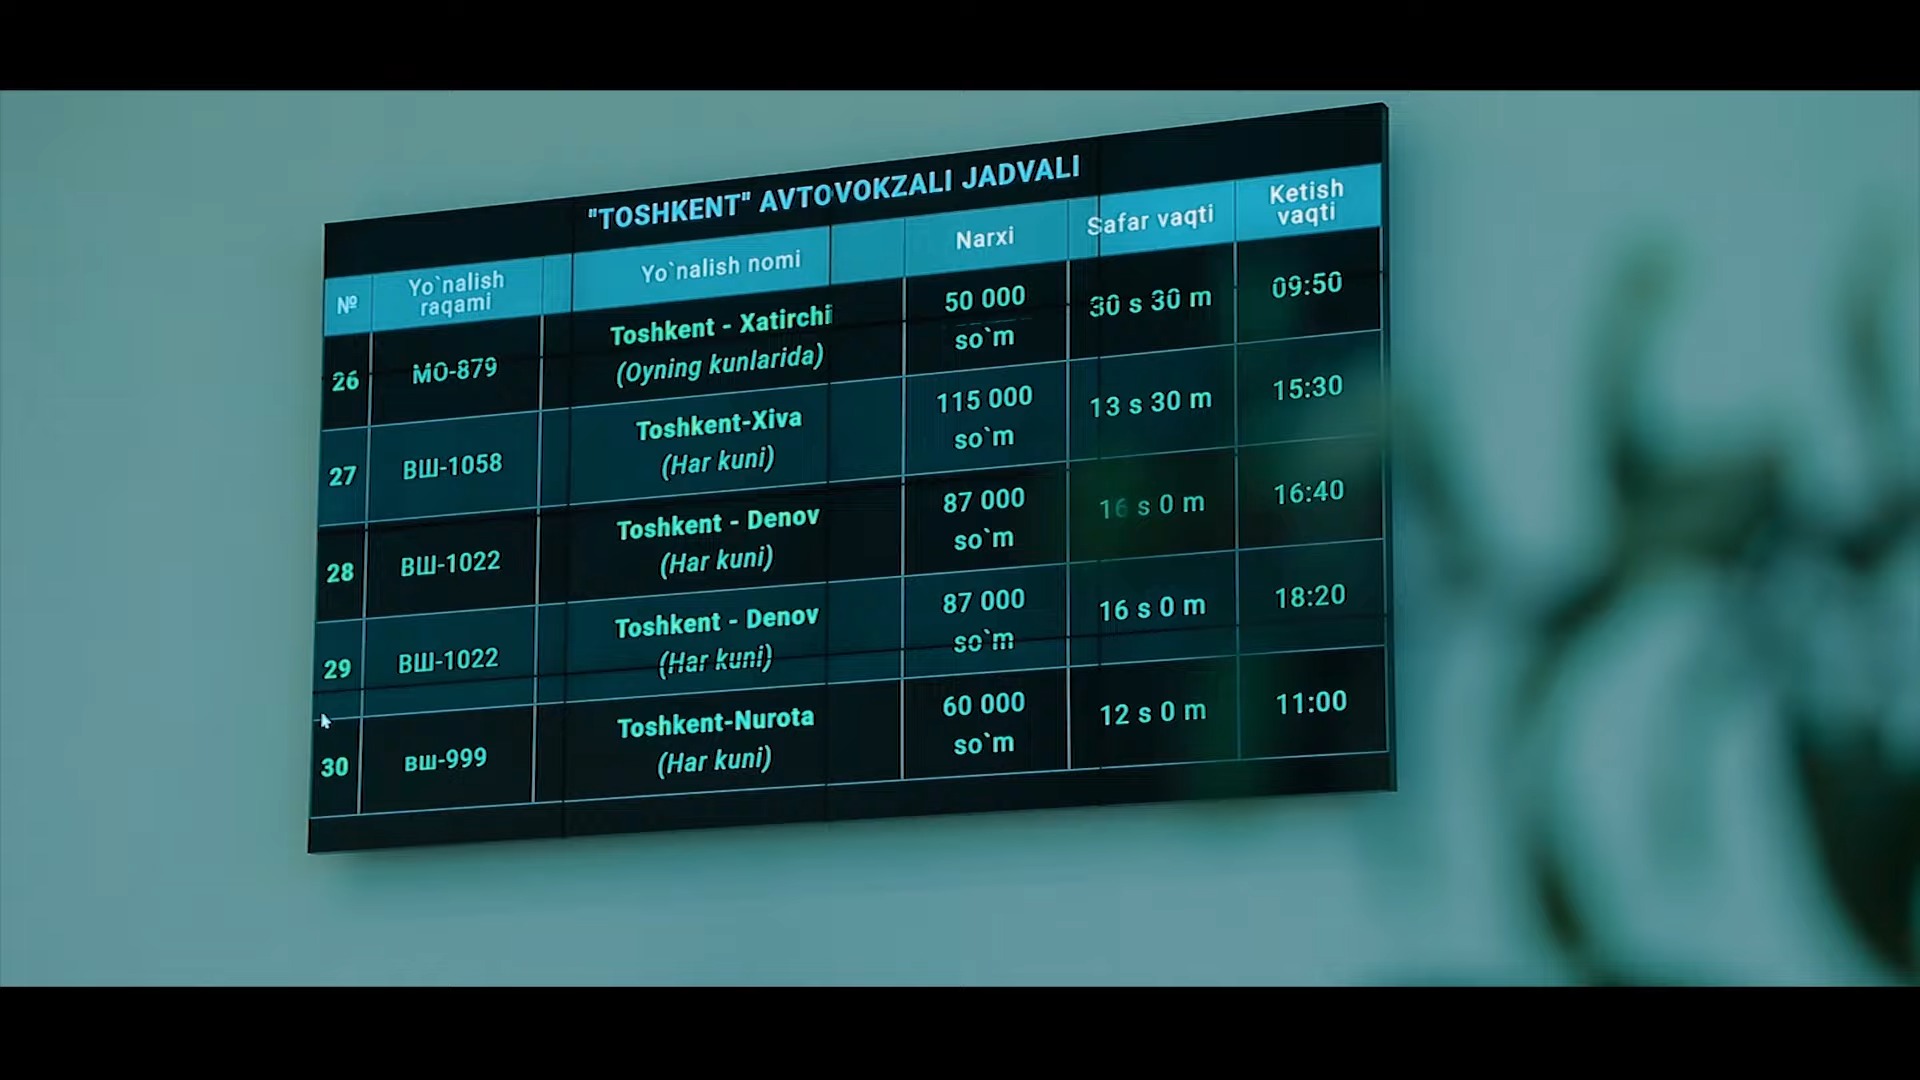 "TOSHKENT" AVTOVOKZALI JADVALI
№ Yo`nalish raqami Yo`nalish nomi Narxi Safar vaqti Ketish vaqti
26 МО-879 Toshkent - Xatirchi (Oyning kunlarida) 50 000 so`m 30 s 30 m 09:50
27 ВШ-1058 Toshkent-Xiva (Har kuni) 115 000 so`m 13 s 30 m 15:30
28 ВШ-1022 Toshkent - Denov (Har kuni) 87 000 so`m 16 s 0 m 16:40
29 ВШ-1022 Toshkent - Denov (Har kuni) 87 000 so`m 16 s 0 m 18:20
30 вш-999 Toshkent-Nurota (Har kuni) 60 000 so`m 12 s 0 m 11:00